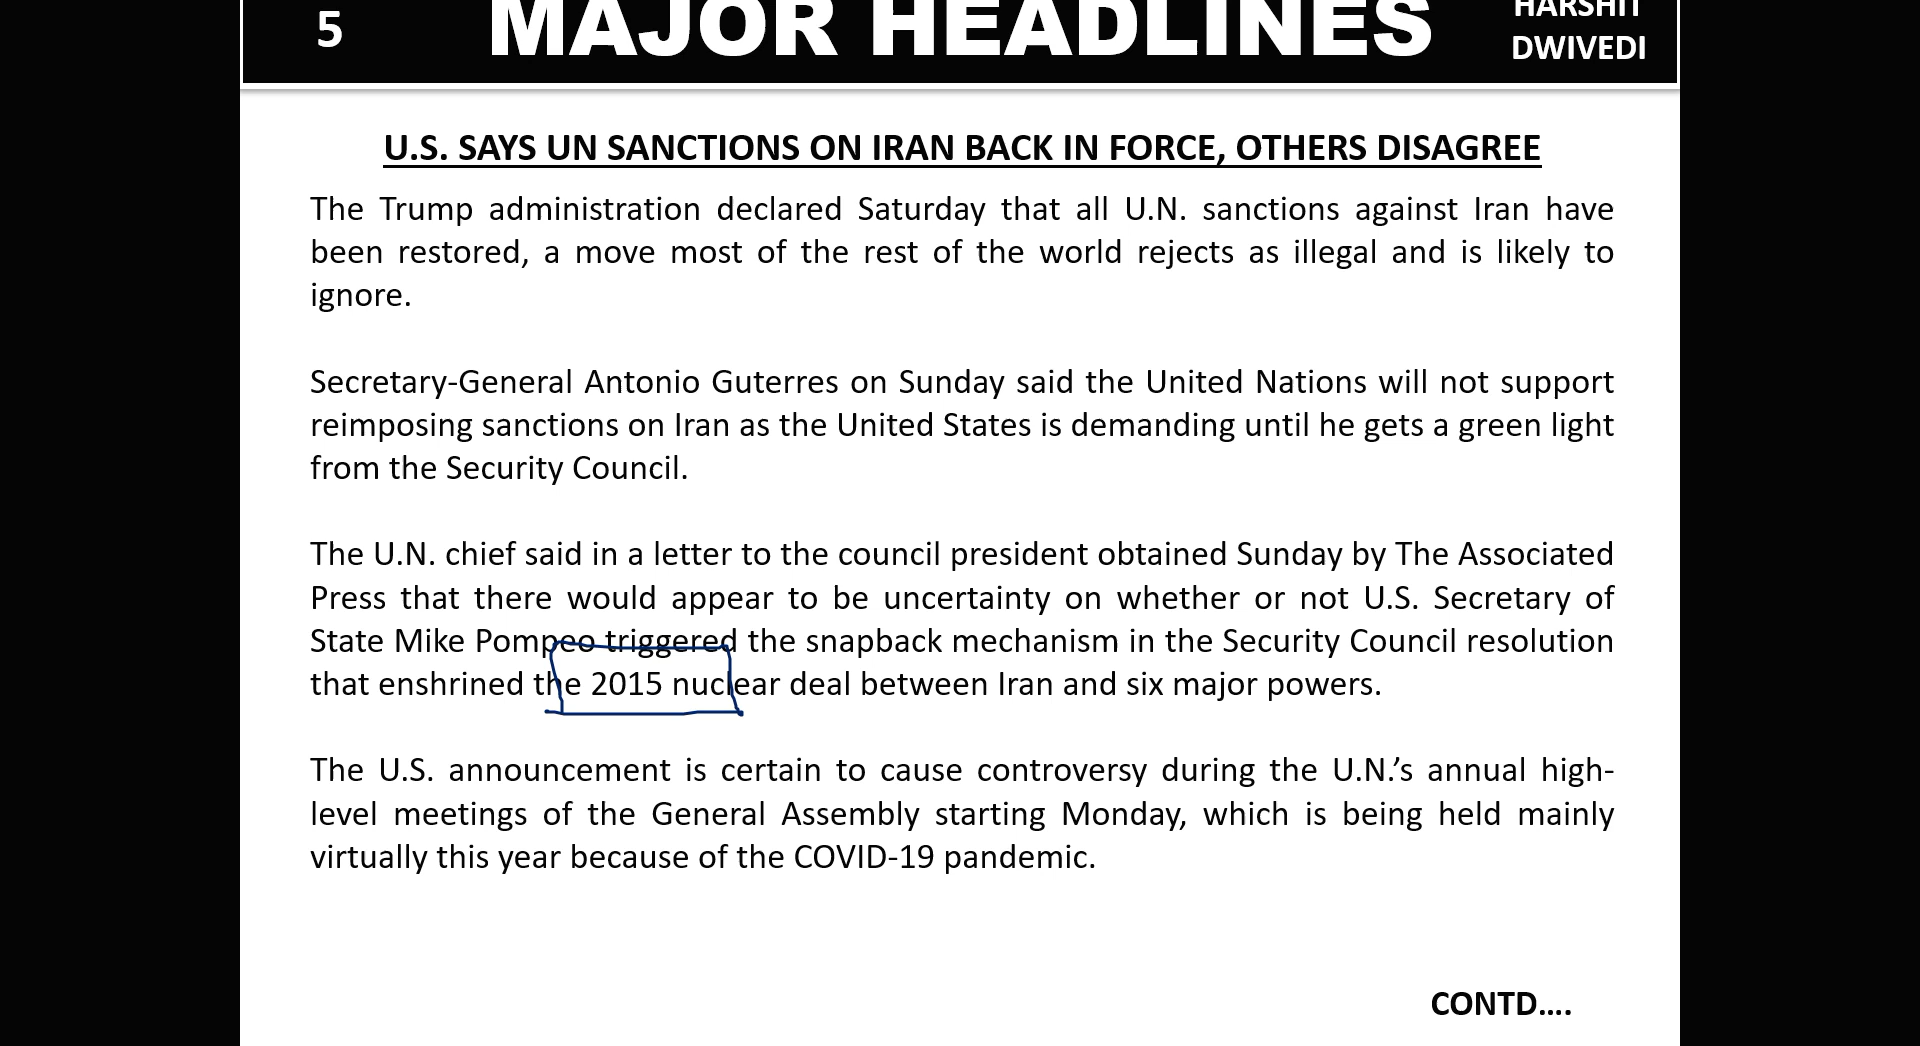 5
MAJOR HEADLINES
HARSHIT
DWIVEDI
U.S. SAYS UN SANCTIONS ON IRAN BACK IN FORCE, OTHERS DISAGREE
The Trump administration declared Saturday that all U.N. sanctions against Iran have
been restored, a move most of the rest of the world rejects as illegal and is likely to
ignore.
Secretary-General Antonio Guterres on Sunday said the United Nations will not support
reimposing sanctions on Iran as the United States is demanding until he gets a green light
from the Security Council.
The U.N. chief said in a letter to the council president obtained Sunday by The Associated
Press that there would appear to be uncertainty on whether or not U.S. Secretary of
State Mike Pompeo triggered the snapback mechanism in the Security Council resolution
that enshrined the 2015 nuclear deal between Iran and six major powers.
The U.S. announcement is certain to cause controversy during the U.N.’s annual high-
level meetings of the General Assembly starting Monday, which is being held mainly
virtually this year because of the COVID-19 pandemic.
CONTD....